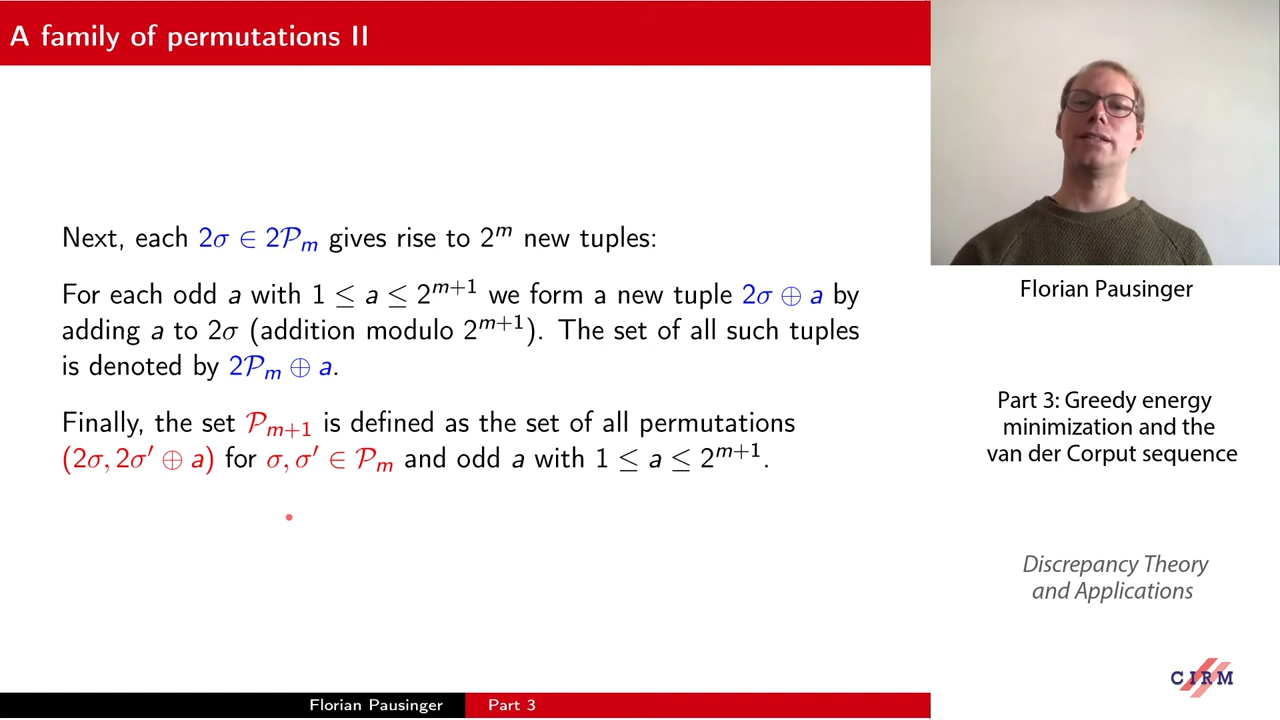 A family of permutations II
Next, each 2σ ∈ 2𝒫ₘ gives rise to 2ᵐ new tuples:
For each odd a with 1 ≤ a ≤ 2ᵐ⁺¹ we form a new tuple 2σ ⊕ a by
adding a to 2σ (addition modulo 2ᵐ⁺¹). The set of all such tuples
is denoted by 2𝒫ₘ ⊕ a.
Finally, the set 𝒫ₘ₊₁ is defined as the set of all permutations
(2σ, 2σ′ ⊕ a) for σ, σ′ ∈ 𝒫ₘ and odd a with 1 ≤ a ≤ 2ᵐ⁺¹.
Florian Pausinger
Part 3
Florian Pausinger
Part 3: Greedy energy
minimization and the
van der Corput sequence
Discrepancy Theory
and Applications
CIRM